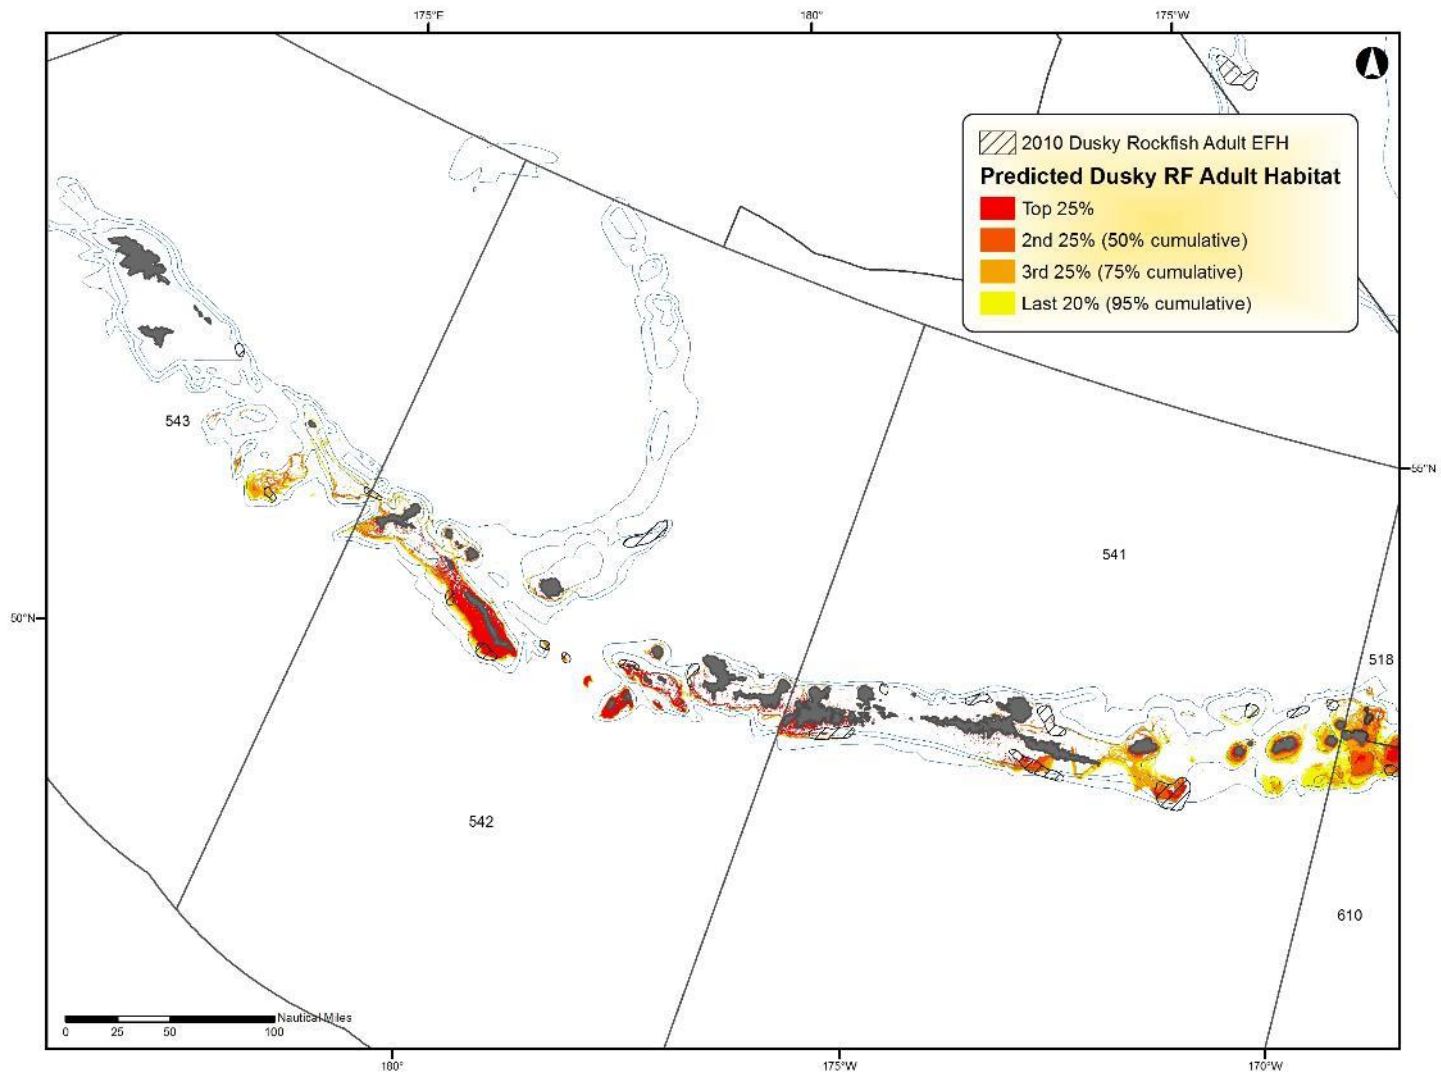 175°E
180°
175°W
2010 Dusky Rockfish Adult EFH
Predicted Dusky RF Adult Habitat
Top 25%
2nd 25% (50% cumulative)
3rd 25% (75% cumulative)
Last 20% (95% cumulative)
543
55°N
541
50°N
518
542
610
Nautical Miles
0 25 50 100
180°
175°W
170°W